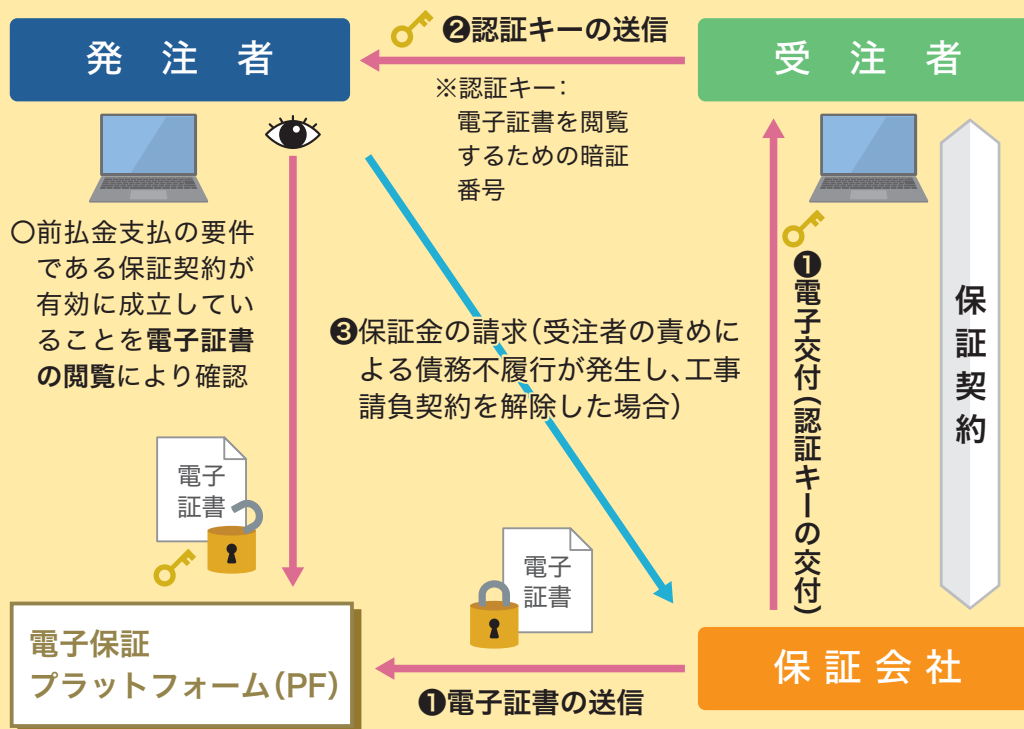 発注者
❷認証キーの送信
※認証キー：
電子証書を閲覧
するための暗証
番号
受注者
〇前払金支払の要件
である保証契約が
有効に成立してい
ることを電子証書
の閲覧により確認
❸保証金の請求（受注者の責めに
よる債務不履行が発生し、工事
請負契約を解除した場合）
❶電子交付（認証キーの交付）
保証契約
電子
証書
電子
証書
電子保証
プラットフォーム（PF）
❶電子証書の送信
保証会社